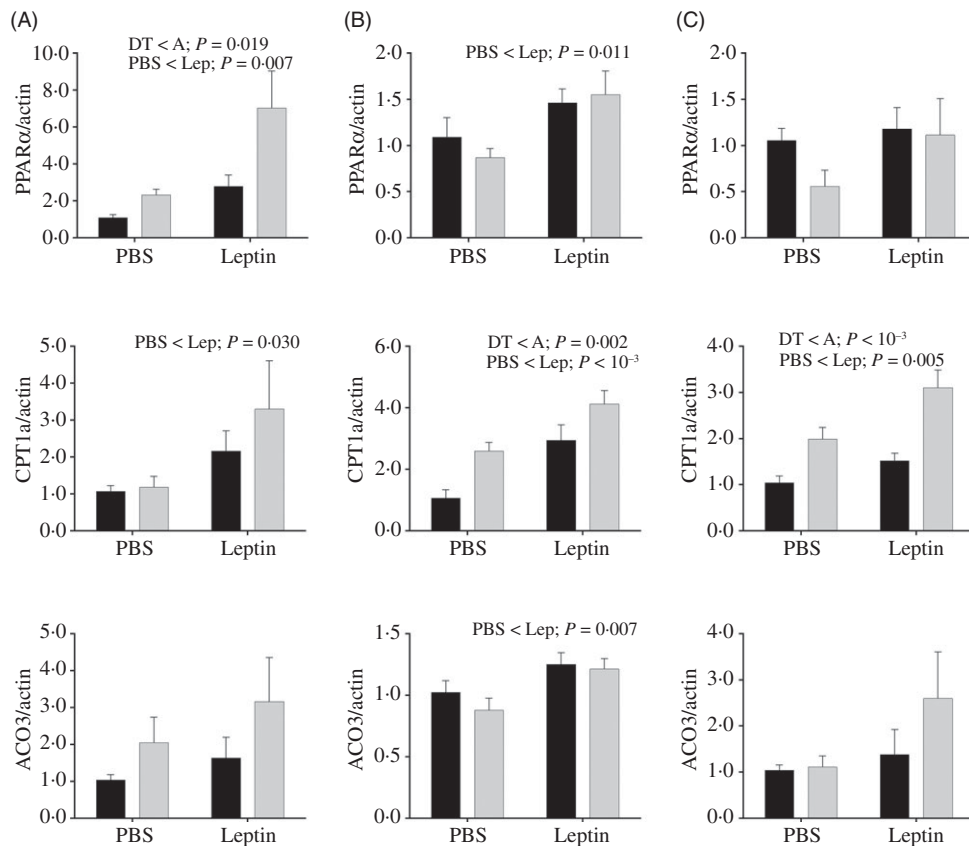 (A)
DT < A; P = 0·019
PBS < Lep; P = 0·007
10·0
8·0
6·0
4·0
2·0
0·0
PPARα/actin
PBS Leptin
(B)
PBS < Lep; P = 0·011
2·0
1·5
1·0
0·5
0·0
PPARα/actin
PBS Leptin
(C)
2·0
1·5
1·0
0·5
0·0
PPARα/actin
PBS Leptin
PBS < Lep; P = 0·030
5·0
4·0
3·0
2·0
1·0
0·0
CPT1a/actin
PBS Leptin
DT < A; P = 0·002
PBS < Lep; P < 10⁻³
6·0
4·0
2·0
0·0
CPT1a/actin
PBS Leptin
DT < A; P < 10⁻³
PBS < Lep; P = 0·005
4·0
3·0
2·0
1·0
0·0
CPT1a/actin
PBS Leptin
5·0
4·0
3·0
2·0
1·0
0·0
ACO3/actin
PBS Leptin
PBS < Lep; P = 0·007
1·5
1·0
0·5
0·0
ACO3/actin
PBS Leptin
4·0
3·0
2·0
1·0
0·0
ACO3/actin
PBS Leptin